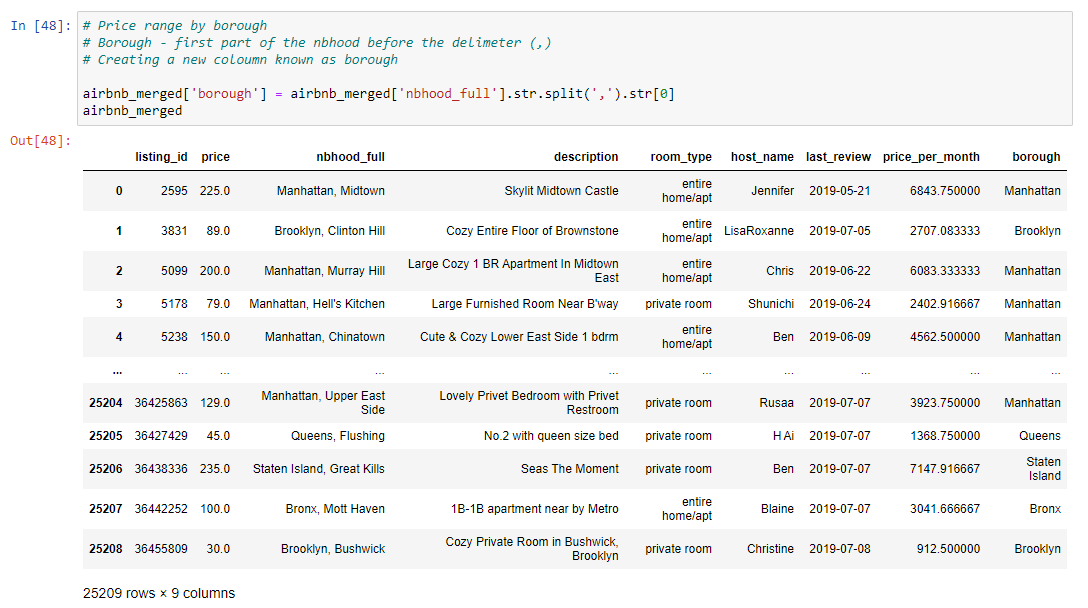 In [48]: # Price range by borough
# Borough - first part of the nbhood before the delimeter (,)
# Creating a new coloumn known as borough
airbnb_merged['borough'] = airbnb_merged['nbhood_full'].str.split(',').str[0]
airbnb_merged
Out[48]:
listing_id price nbhood_full description room_type host_name last_review price_per_month borough
0 2595 225.0 Manhattan, Midtown Skylit Midtown Castle entire home/apt Jennifer 2019-05-21 6843.750000 Manhattan
1 3831 89.0 Brooklyn, Clinton Hill Cozy Entire Floor of Brownstone entire home/apt LisaRoxanne 2019-07-05 2707.083333 Brooklyn
2 5099 200.0 Manhattan, Murray Hill Large Cozy 1 BR Apartment In Midtown East entire home/apt Chris 2019-06-22 6083.333333 Manhattan
3 5178 79.0 Manhattan, Hell's Kitchen Large Furnished Room Near B'way private room Shunichi 2019-06-24 2402.916667 Manhattan
4 5238 150.0 Manhattan, Chinatown Cute & Cozy Lower East Side 1 bdrm entire home/apt Ben 2019-06-09 4562.500000 Manhattan
... ... ... ... ... ... ... ... ... ...
25204 36425863 129.0 Manhattan, Upper East Side Lovely Privet Bedroom with Privet Restroom private room Rusaa 2019-07-07 3923.750000 Manhattan
25205 36427429 45.0 Queens, Flushing No.2 with queen size bed private room H Ai 2019-07-07 1368.750000 Queens
25206 36438336 235.0 Staten Island, Great Kills Seas The Moment private room Ben 2019-07-07 7147.916667 Staten Island
25207 36442252 100.0 Bronx, Mott Haven 1B-1B apartment near by Metro entire home/apt Blaine 2019-07-07 3041.666667 Bronx
25208 36455809 30.0 Brooklyn, Bushwick Cozy Private Room in Bushwick, Brooklyn private room Christine 2019-07-08 912.500000 Brooklyn
25209 rows × 9 columns